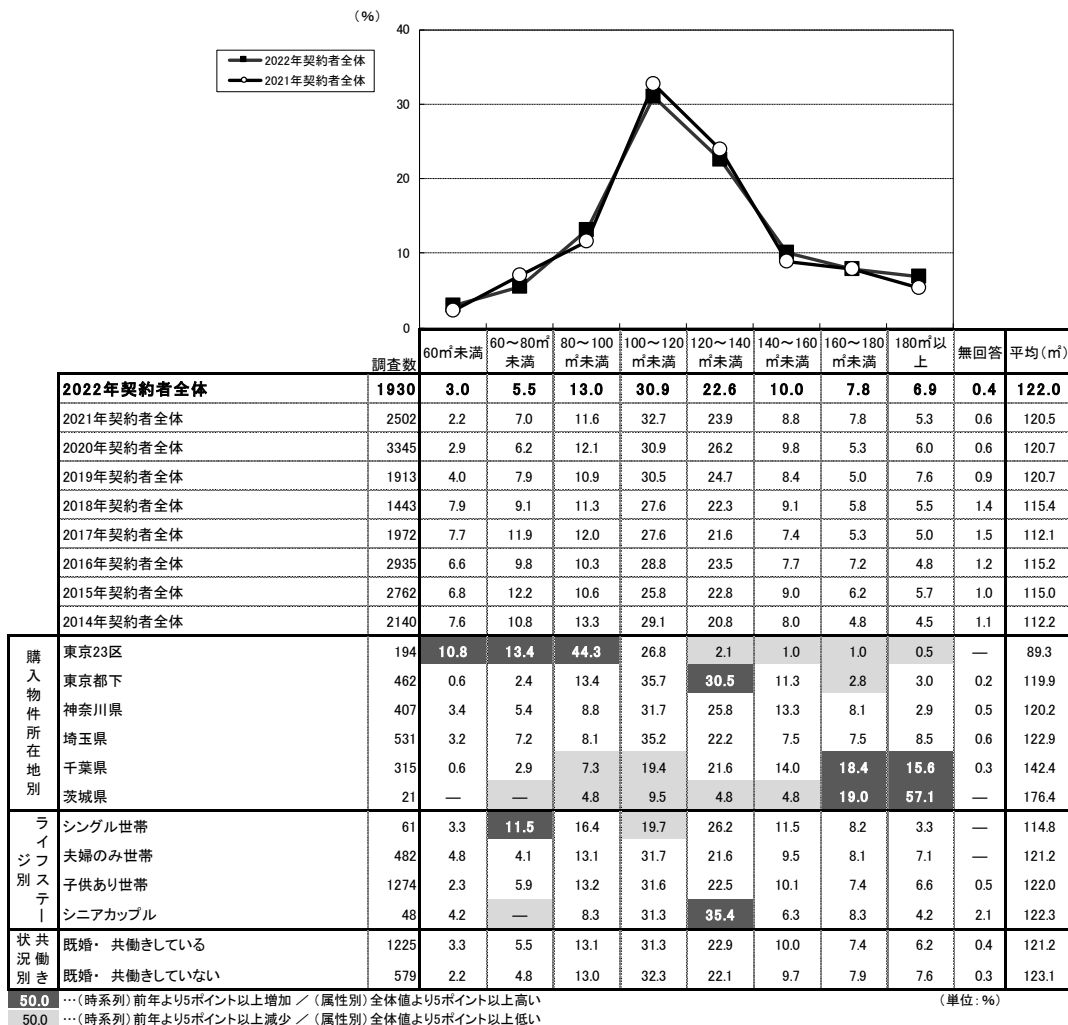 (%)
40
30
20
10
0
2022年契約者全体
2021年契約者全体
調査数 60㎡未満 60～80㎡未満 80～100㎡未満 100～120㎡未満 120～140㎡未満 140～160㎡未満 160～180㎡未満 180㎡以上 無回答 平均(㎡)
2022年契約者全体 1930 3.0 5.5 13.0 30.9 22.6 10.0 7.8 6.9 0.4 122.0
2021年契約者全体 2502 2.2 7.0 11.6 32.7 23.9 8.8 7.8 5.3 0.6 120.5
2020年契約者全体 3345 2.9 6.2 12.1 30.9 26.2 9.8 5.3 6.0 0.6 120.7
2019年契約者全体 1913 4.0 7.9 10.9 30.5 24.7 8.4 5.0 7.6 0.9 120.7
2018年契約者全体 1443 7.9 9.1 11.3 27.6 22.3 9.1 5.8 5.5 1.4 115.4
2017年契約者全体 1972 7.7 11.9 12.0 27.6 21.6 7.4 5.3 5.0 1.5 112.1
2016年契約者全体 2935 6.6 9.8 10.3 28.8 23.5 7.7 7.2 4.8 1.2 115.2
2015年契約者全体 2762 6.8 12.2 10.6 25.8 22.8 9.0 6.2 5.7 1.0 115.0
2014年契約者全体 2140 7.6 10.8 13.3 29.1 20.8 8.0 4.8 4.5 1.1 112.2
購入物件所在地別
東京23区 194 10.8 13.4 44.3 26.8 2.1 1.0 1.0 0.5 — 89.3
東京都下 462 0.6 2.4 13.4 35.7 30.5 11.3 2.8 3.0 0.2 119.9
神奈川県 407 3.4 5.4 8.8 31.7 25.8 13.3 8.1 2.9 0.5 120.2
埼玉県 531 3.2 7.2 8.1 35.2 22.2 7.5 7.5 8.5 0.6 122.9
千葉県 315 0.6 2.9 7.3 19.4 21.6 14.0 18.4 15.6 0.3 142.4
茨城県 21 — — 4.8 9.5 4.8 4.8 19.0 57.1 — 176.4
ライフステージ別
シングル世帯 61 3.3 11.5 16.4 19.7 26.2 11.5 8.2 3.3 — 114.8
夫婦のみ世帯 482 4.8 4.1 13.1 31.7 21.6 9.5 8.1 7.1 — 121.2
子供あり世帯 1274 2.3 5.9 13.2 31.6 22.5 10.1 7.4 6.6 0.5 122.0
シニアカップル 48 4.2 — 8.3 31.3 35.4 6.3 8.3 4.2 2.1 122.3
共働き状況別
既婚・ 共働きしている 1225 3.3 5.5 13.1 31.3 22.9 10.0 7.4 6.2 0.4 121.2
既婚・ 共働きしていない 579 2.2 4.8 13.0 32.3 22.1 9.7 7.9 7.6 0.3 123.1
50.0 …(時系列)前年より5ポイント以上増加 ／ (属性別)全体値より5ポイント以上高い (単位：%)
50.0 …(時系列)前年より5ポイント以上減少 ／ (属性別)全体値より5ポイント以上低い